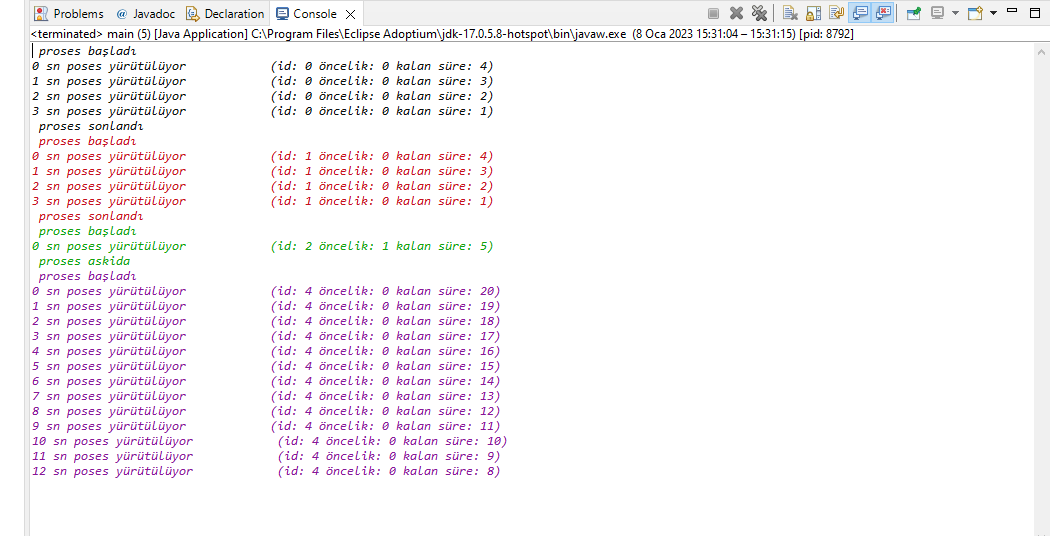 Problems @ Javadoc Declaration Console
<terminated> main (5) [Java Application] C:\Program Files\Eclipse Adoptium\jdk-17.0.5.8-hotspot\bin\javaw.exe (8 Oca 2023 15:31:04 – 15:31:15) [pid: 8792]
proses başladı
0 sn poses yürütülüyor (id: 0 öncelik: 0 kalan süre: 4)
1 sn poses yürütülüyor (id: 0 öncelik: 0 kalan süre: 3)
2 sn poses yürütülüyor (id: 0 öncelik: 0 kalan süre: 2)
3 sn poses yürütülüyor (id: 0 öncelik: 0 kalan süre: 1)
proses sonlandı
proses başladı
0 sn poses yürütülüyor (id: 1 öncelik: 0 kalan süre: 4)
1 sn poses yürütülüyor (id: 1 öncelik: 0 kalan süre: 3)
2 sn poses yürütülüyor (id: 1 öncelik: 0 kalan süre: 2)
3 sn poses yürütülüyor (id: 1 öncelik: 0 kalan süre: 1)
proses sonlandı
proses başladı
0 sn poses yürütülüyor (id: 2 öncelik: 1 kalan süre: 5)
proses askida
proses başladı
0 sn poses yürütülüyor (id: 4 öncelik: 0 kalan süre: 20)
1 sn poses yürütülüyor (id: 4 öncelik: 0 kalan süre: 19)
2 sn poses yürütülüyor (id: 4 öncelik: 0 kalan süre: 18)
3 sn poses yürütülüyor (id: 4 öncelik: 0 kalan süre: 17)
4 sn poses yürütülüyor (id: 4 öncelik: 0 kalan süre: 16)
5 sn poses yürütülüyor (id: 4 öncelik: 0 kalan süre: 15)
6 sn poses yürütülüyor (id: 4 öncelik: 0 kalan süre: 14)
7 sn poses yürütülüyor (id: 4 öncelik: 0 kalan süre: 13)
8 sn poses yürütülüyor (id: 4 öncelik: 0 kalan süre: 12)
9 sn poses yürütülüyor (id: 4 öncelik: 0 kalan süre: 11)
10 sn poses yürütülüyor (id: 4 öncelik: 0 kalan süre: 10)
11 sn poses yürütülüyor (id: 4 öncelik: 0 kalan süre: 9)
12 sn poses yürütülüyor (id: 4 öncelik: 0 kalan süre: 8)